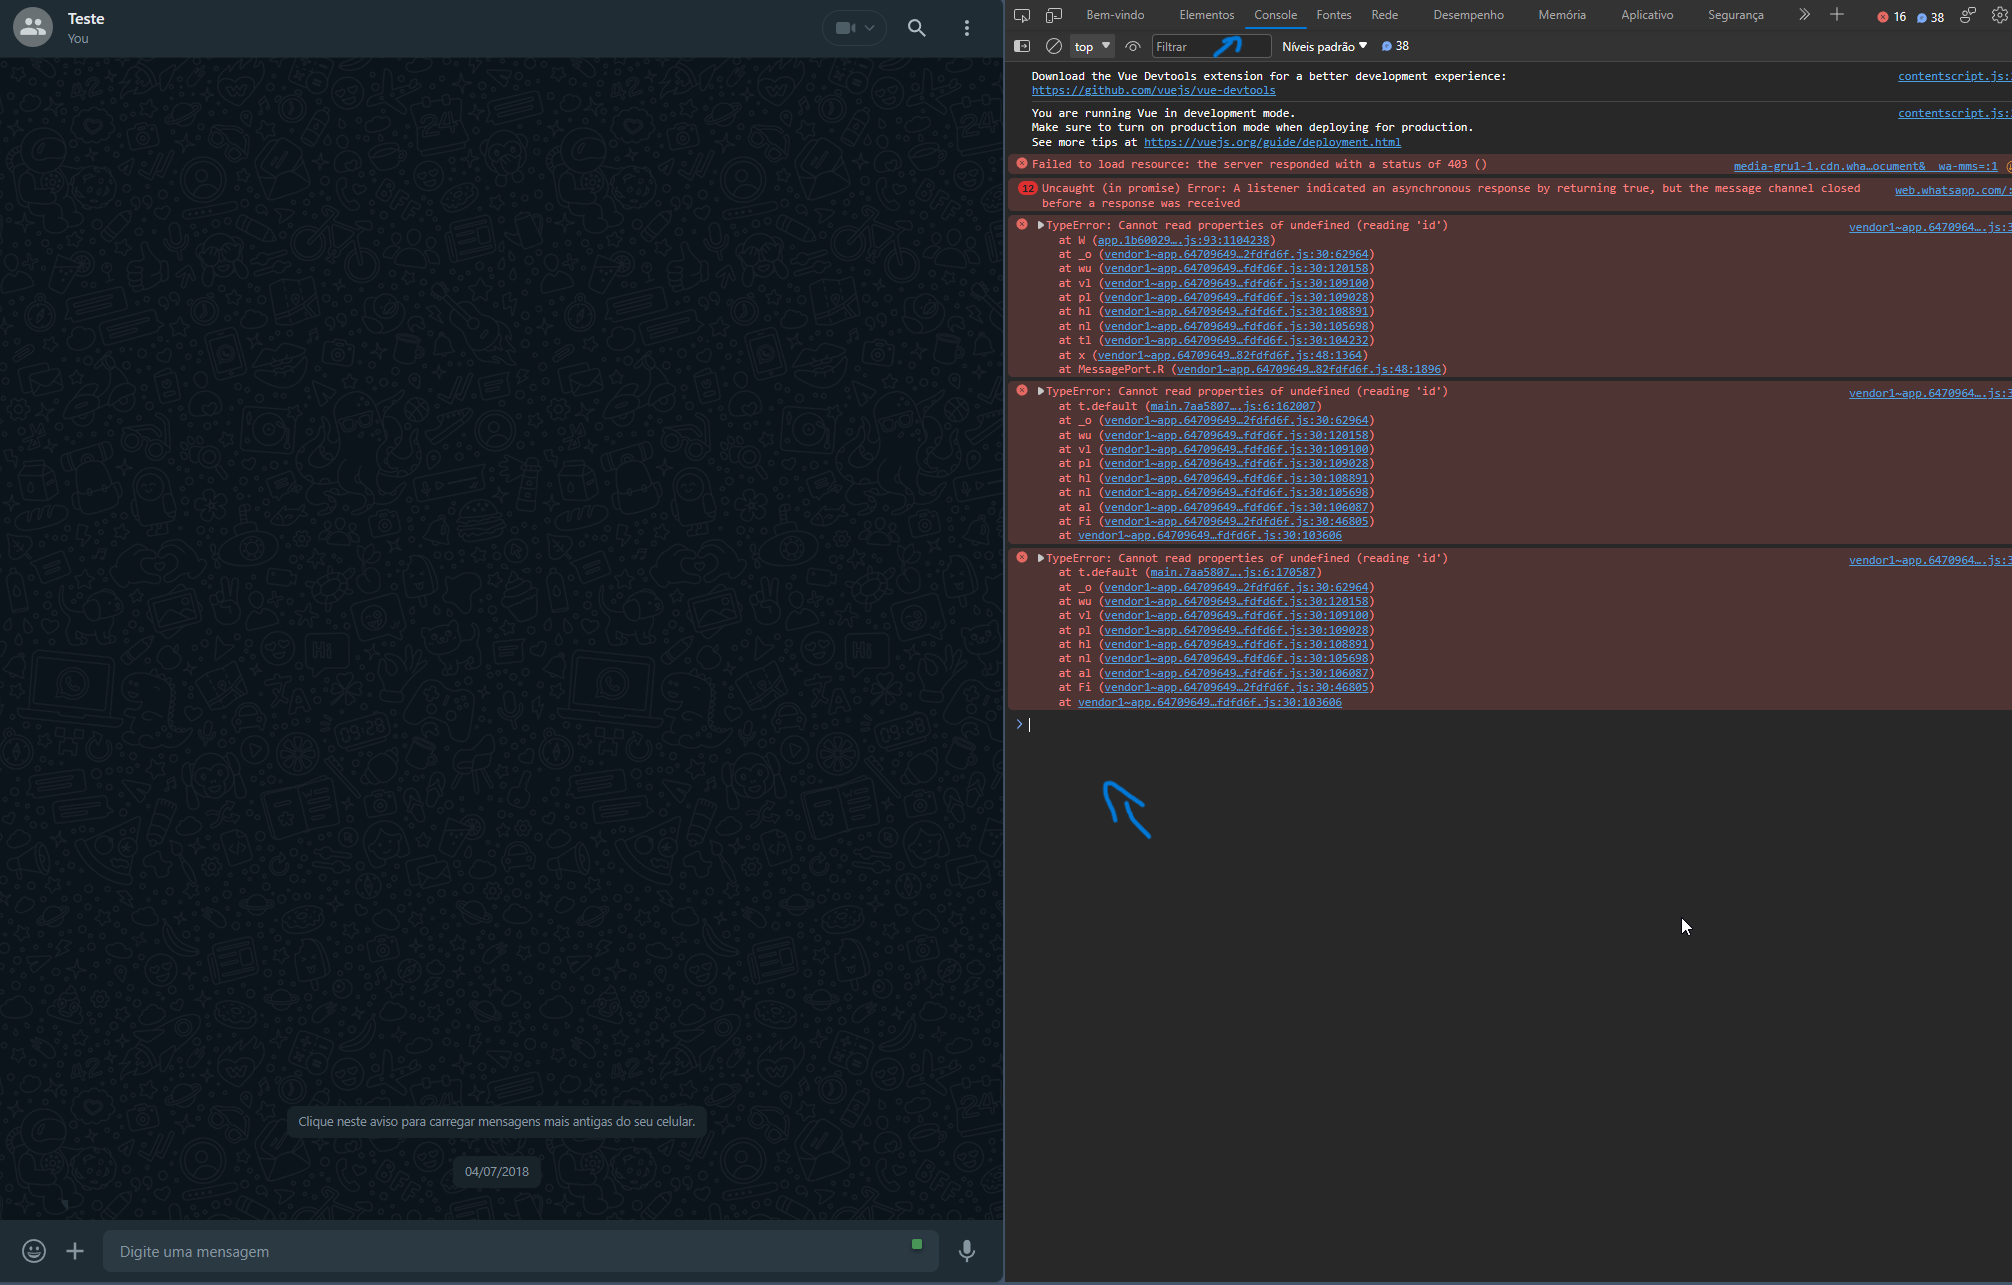 Teste
You
Clique neste aviso para carregar mensagens mais antigas do seu celular.
04/07/2018
Digite uma mensagem
Bem-vindo Elementos Console Fontes Rede Desempenho Memória Aplicativo Segurança 16 38
top Filtrar Níveis padrão 38
Download the Vue Devtools extension for a better development experience: contentscript.js:
https://github.com/vuejs/vue-devtools
You are running Vue in development mode. contentscript.js:
Make sure to turn on production mode when deploying for production.
See more tips at https://vuejs.org/guide/deployment.html
Failed to load resource: the server responded with a status of 403 () media-gru1-1.cdn.wha…ocument&__wa-mms=:1
12 Uncaught (in promise) Error: A listener indicated an asynchronous response by returning true, but the message channel closed web.whatsapp.com/:
before a response was received
TypeError: Cannot read properties of undefined (reading 'id') vendor1~app.6470964….js:3
at W (app.1b60029….js:93:1104238)
at _o (vendor1~app.64709649…2fdfd6f.js:30:62964)
at wu (vendor1~app.64709649…fdfd6f.js:30:120158)
at vl (vendor1~app.64709649…fdfd6f.js:30:109100)
at pl (vendor1~app.64709649…fdfd6f.js:30:109028)
at hl (vendor1~app.64709649…fdfd6f.js:30:108891)
at nl (vendor1~app.64709649…fdfd6f.js:30:105698)
at tl (vendor1~app.64709649…fdfd6f.js:30:104232)
at x (vendor1~app.64709649…82fdfd6f.js:48:1364)
at MessagePort.R (vendor1~app.64709649…82fdfd6f.js:48:1896)
TypeError: Cannot read properties of undefined (reading 'id') vendor1~app.6470964….js:3
at t.default (main.7aa5807….js:6:162007)
at _o (vendor1~app.64709649…2fdfd6f.js:30:62964)
at wu (vendor1~app.64709649…fdfd6f.js:30:120158)
at vl (vendor1~app.64709649…fdfd6f.js:30:109100)
at pl (vendor1~app.64709649…fdfd6f.js:30:109028)
at hl (vendor1~app.64709649…fdfd6f.js:30:108891)
at nl (vendor1~app.64709649…fdfd6f.js:30:105698)
at al (vendor1~app.64709649…fdfd6f.js:30:106087)
at Fi (vendor1~app.64709649…2fdfd6f.js:30:46805)
at vendor1~app.64709649…fdfd6f.js:30:103606
TypeError: Cannot read properties of undefined (reading 'id') vendor1~app.6470964….js:3
at t.default (main.7aa5807….js:6:170587)
at _o (vendor1~app.64709649…2fdfd6f.js:30:62964)
at wu (vendor1~app.64709649…fdfd6f.js:30:120158)
at vl (vendor1~app.64709649…fdfd6f.js:30:109100)
at pl (vendor1~app.64709649…fdfd6f.js:30:109028)
at hl (vendor1~app.64709649…fdfd6f.js:30:108891)
at nl (vendor1~app.64709649…fdfd6f.js:30:105698)
at al (vendor1~app.64709649…fdfd6f.js:30:106087)
at Fi (vendor1~app.64709649…2fdfd6f.js:30:46805)
at vendor1~app.64709649…fdfd6f.js:30:103606